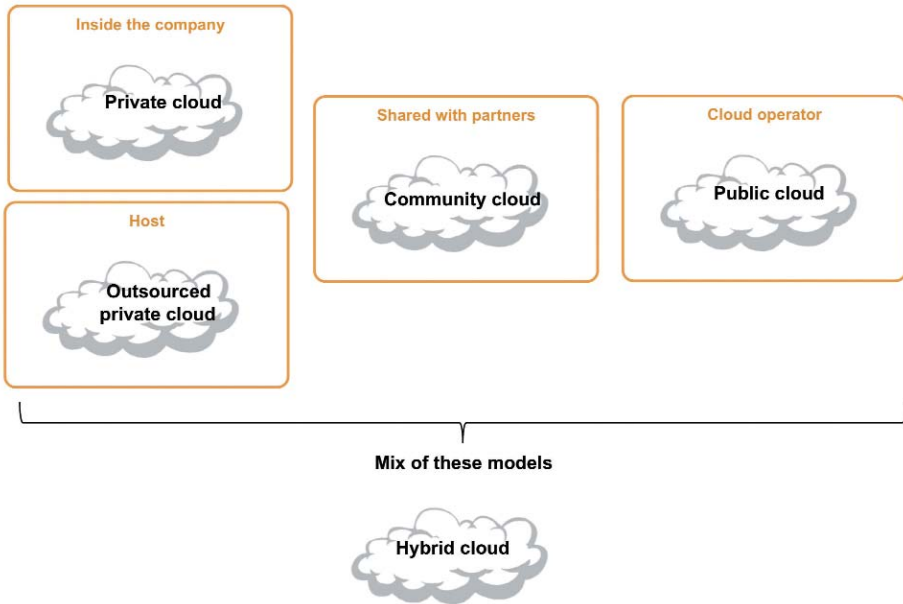 Inside the company
Private cloud
Host
Outsourced
private cloud
Shared with partners
Community cloud
Cloud operator
Public cloud
Mix of these models
Hybrid cloud